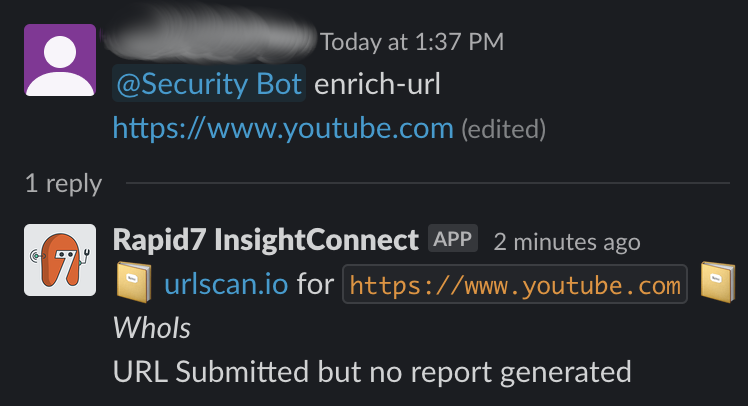 Today at 1:37 PM
@Security Bot enrich-url
https://www.youtube.com (edited)
1 reply
7
Rapid7 InsightConnect APP 2 minutes ago
urlscan.io for https://www.youtube.com
WhoIs
URL Submitted but no report generated